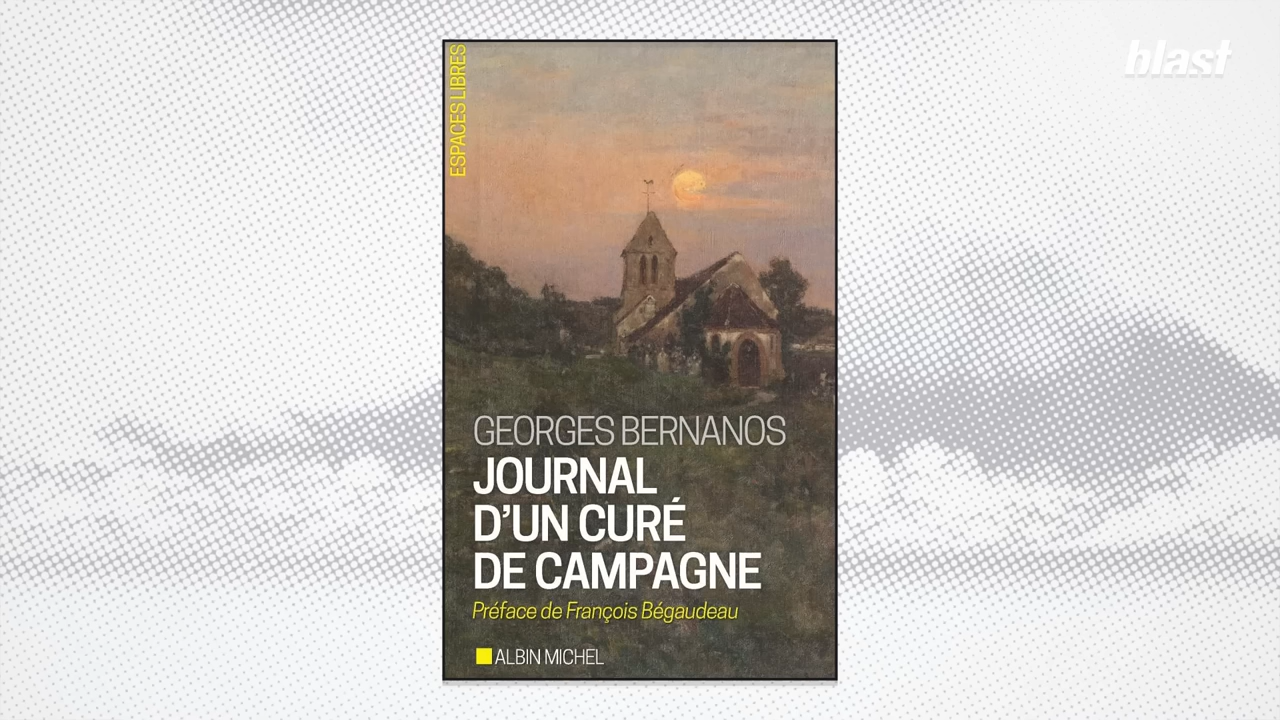 blast
ESPACES LIBRES
GEORGES BERNANOS
JOURNAL
D'UN CURÉ
DE CAMPAGNE
Préface de François Bégaudeau
ALBIN MICHEL